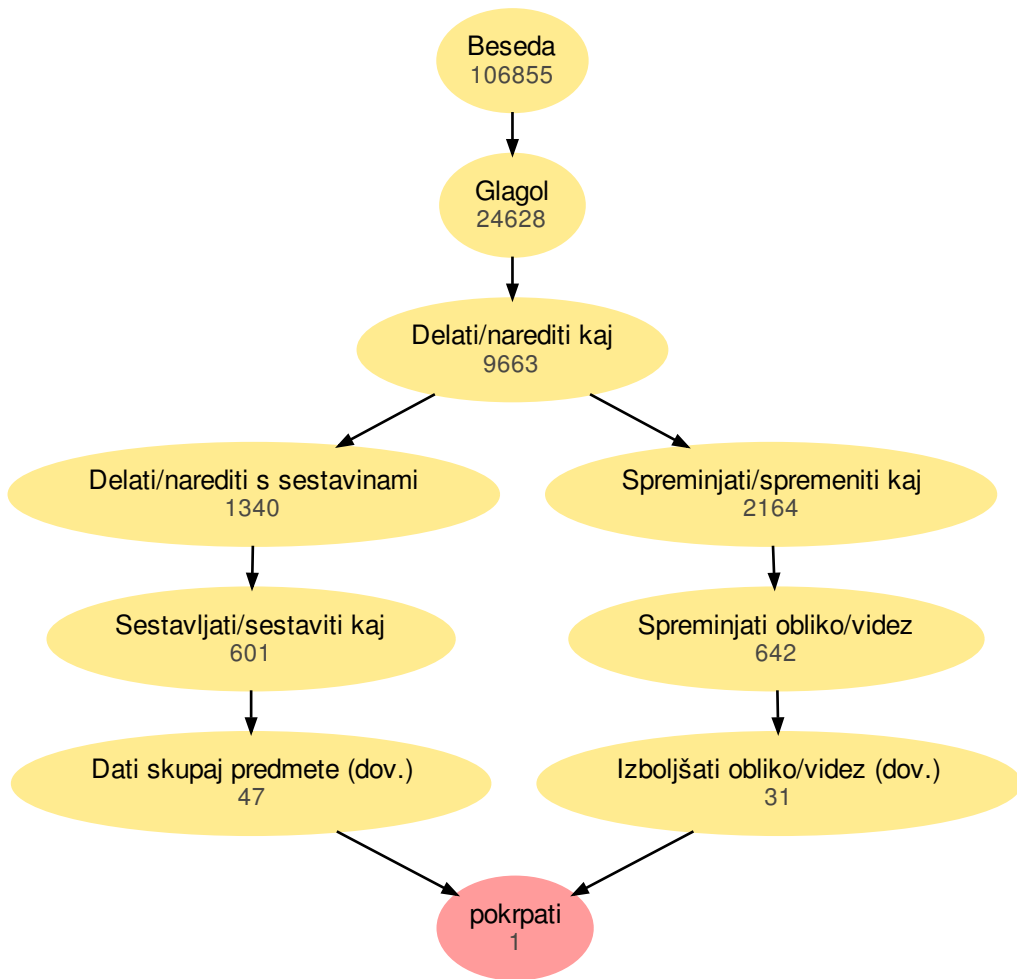 Beseda
106855
Glagol
24628
Delati/narediti kaj
9663
Delati/narediti s sestavinami
1340
Spreminjati/spremeniti kaj
2164
Sestavljati/sestaviti kaj
601
Spreminjati obliko/videz
642
Dati skupaj predmete (dov.)
47
Izboljšati obliko/videz (dov.)
31
pokrpati
1